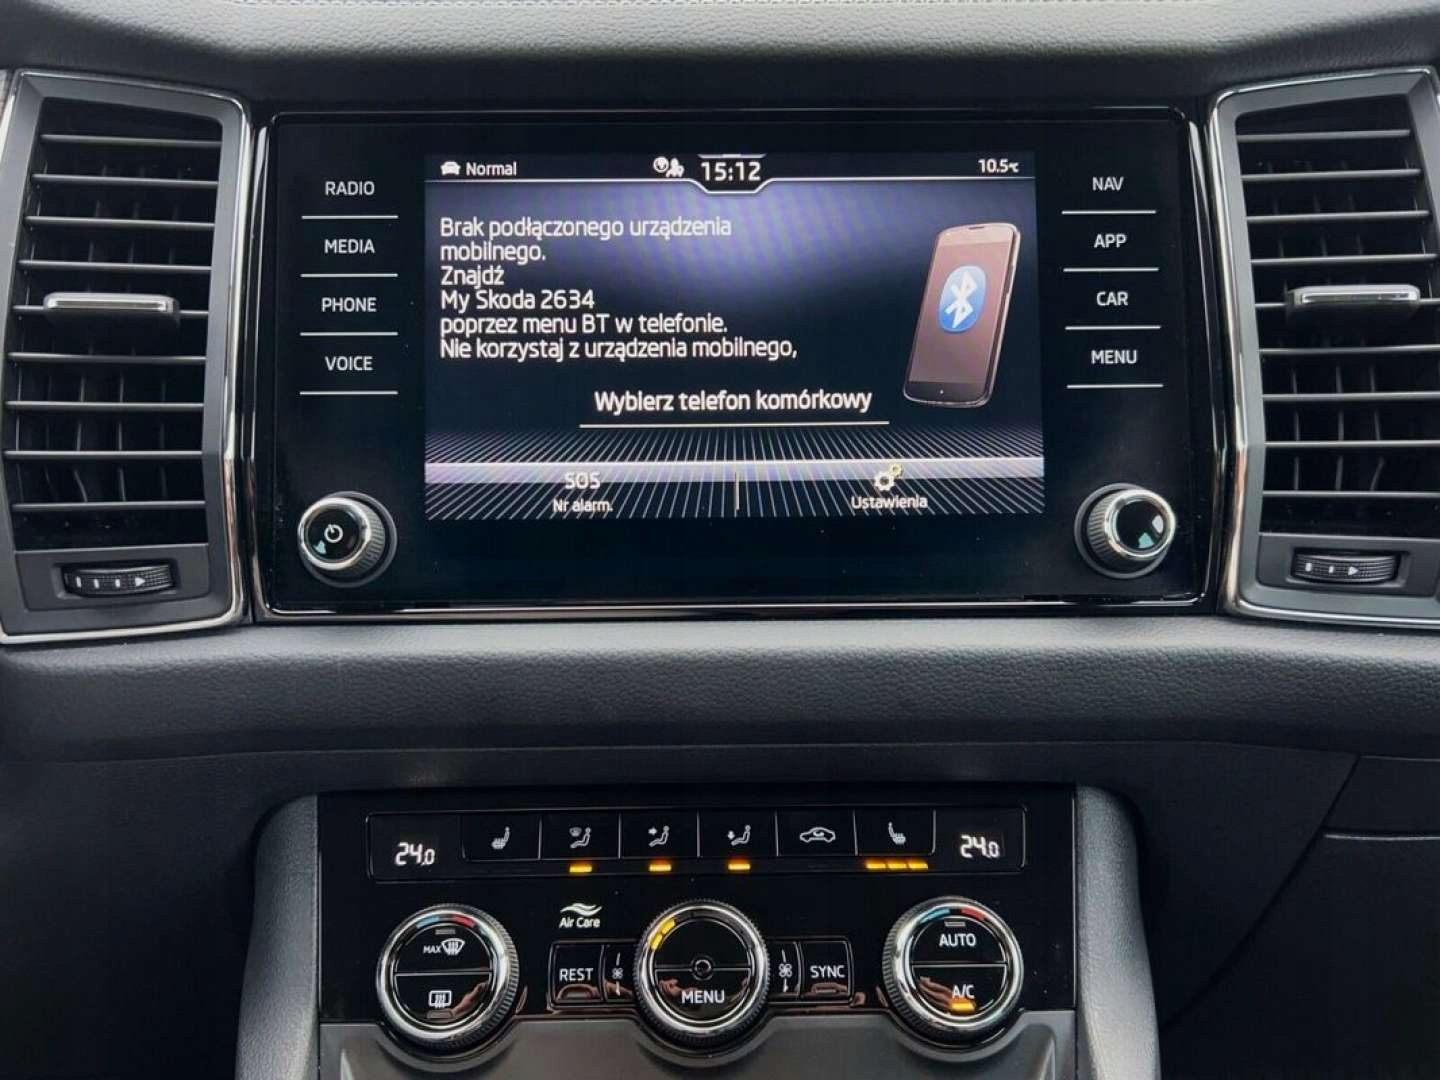 Normal
15:12
10.5°C
RADIO
MEDIA
PHONE
VOICE
NAV
APP
CAR
MENU
Brak podłączonego urządzenia
mobilnego.
Znajdź
My Skoda 2634
poprzez menu BT w telefonie.
Nie korzystaj z urządzenia mobilnego,
Wybierz telefon komórkowy
SOS
Nr alarm.
Ustawienia
24.0
24.0
Air Care
MAX
REST
MENU
SYNC
AUTO
A/C